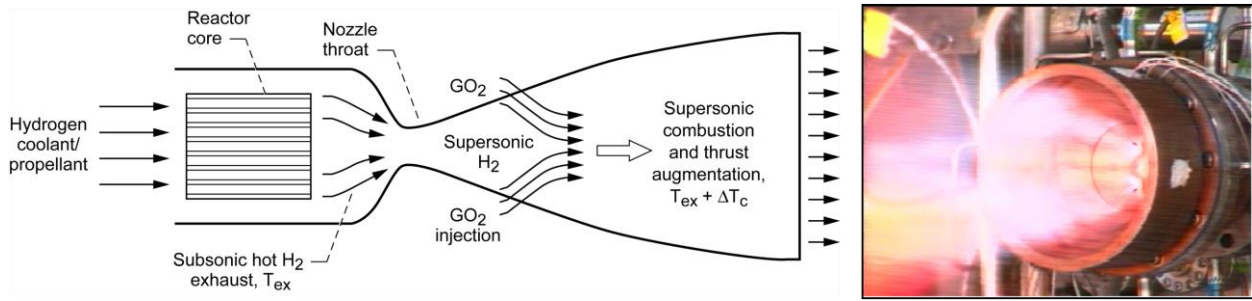 Reactor
core
Nozzle
throat
GO2
Hydrogen
coolant/
propellant
Supersonic
H2
Supersonic
combustion
and thrust
augmentation,
Tex + ΔTc
GO2
injection
Subsonic hot H2
exhaust, Tex